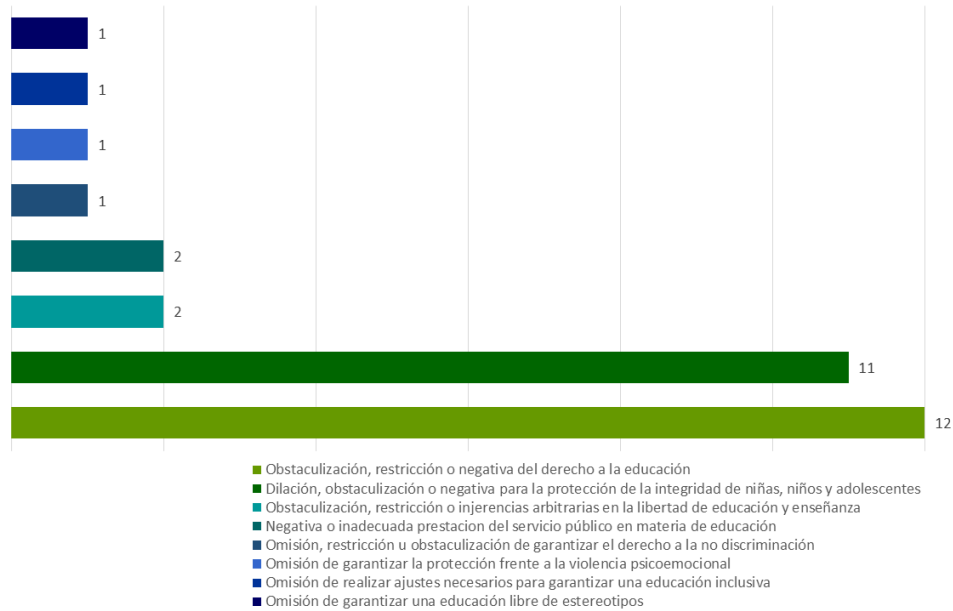 1
1
1
1
2
2
11
12
Obstaculización, restricción o negativa del derecho a la educación
Dilación, obstaculización o negativa para la protección de la integridad de niñas, niños y adolescentes
Obstaculización, restricción o injerencias arbitrarias en la libertad de educación y enseñanza
Negativa o inadecuada prestacion del servicio público en materia de educación
Omisión, restricción u obstaculización de garantizar el derecho a la no discriminación
Omisión de garantizar la protección frente a la violencia psicoemocional
Omisión de realizar ajustes necesarios para garantizar una educación inclusiva
Omisión de garantizar una educación libre de estereotipos